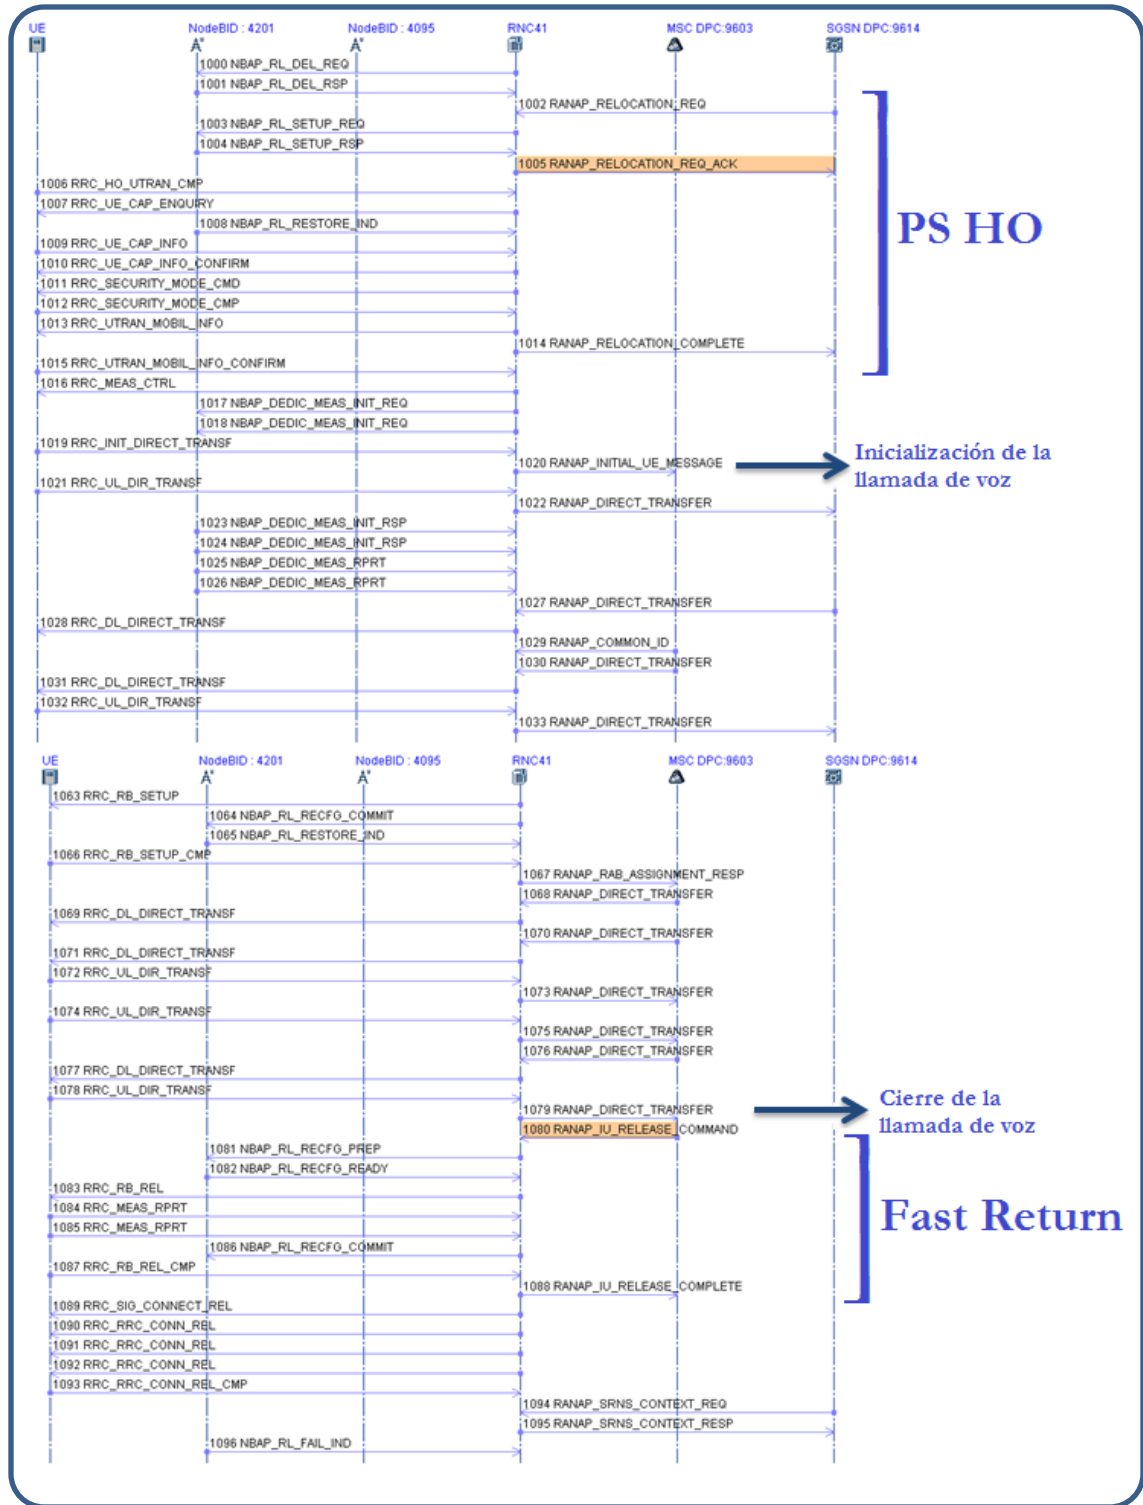 UE NodeBID : 4201 NodeBID : 4095 RNC41 MSC DPC:9603 SGSN DPC:9614
1000 NBAP_RL_DEL_REQ
1001 NBAP_RL_DEL_RSP
1002 RANAP_RELOCATION_REQ
1003 NBAP_RL_SETUP_REQ
1004 NBAP_RL_SETUP_RSP
1005 RANAP_RELOCATION_REQ_ACK
1006 RRC_HO_UTRAN_CMP
1007 RRC_UE_CAP_ENQUIRY
1008 NBAP_RL_RESTORE_IND
PS HO
1009 RRC_UE_CAP_INFO
1010 RRC_UE_CAP_INFO_CONFIRM
1011 RRC_SECURITY_MODE_CMD
1012 RRC_SECURITY_MODE_CMP
1013 RRC_UTRAN_MOBIL_INFO
1014 RANAP_RELOCATION_COMPLETE
1015 RRC_UTRAN_MOBIL_INFO_CONFIRM
1016 RRC_MEAS_CTRL
1017 NBAP_DEDIC_MEAS_INIT_REQ
1018 NBAP_DEDIC_MEAS_INIT_REQ
1019 RRC_INIT_DIRECT_TRANSF
1020 RANAP_INITIAL_UE_MESSAGE
Inicialización de la
llamada de voz
1021 RRC_UL_DIR_TRANSF
1022 RANAP_DIRECT_TRANSFER
1023 NBAP_DEDIC_MEAS_INIT_RSP
1024 NBAP_DEDIC_MEAS_INIT_RSP
1025 NBAP_DEDIC_MEAS_RPRT
1026 NBAP_DEDIC_MEAS_RPRT
1027 RANAP_DIRECT_TRANSFER
1028 RRC_DL_DIRECT_TRANSF
1029 RANAP_COMMON_ID
1030 RANAP_DIRECT_TRANSFER
1031 RRC_DL_DIRECT_TRANSF
1032 RRC_UL_DIR_TRANSF
1033 RANAP_DIRECT_TRANSFER
UE NodeBID : 4201 NodeBID : 4095 RNC41 MSC DPC:9603 SGSN DPC:9614
1063 RRC_RB_SETUP
1064 NBAP_RL_RECFG_COMMIT
1065 NBAP_RL_RESTORE_IND
1066 RRC_RB_SETUP_CMP
1067 RANAP_RAB_ASSIGNMENT_RESP
1068 RANAP_DIRECT_TRANSFER
1069 RRC_DL_DIRECT_TRANSF
1070 RANAP_DIRECT_TRANSFER
1071 RRC_DL_DIRECT_TRANSF
1072 RRC_UL_DIR_TRANSF
1073 RANAP_DIRECT_TRANSFER
1074 RRC_UL_DIR_TRANSF
1075 RANAP_DIRECT_TRANSFER
1076 RANAP_DIRECT_TRANSFER
1077 RRC_DL_DIRECT_TRANSF
1078 RRC_UL_DIR_TRANSF
1079 RANAP_DIRECT_TRANSFER
Cierre de la
llamada de voz
1080 RANAP_IU_RELEASE_COMMAND
1081 NBAP_RL_RECFG_PREP
1082 NBAP_RL_RECFG_READY
1083 RRC_RB_REL
1084 RRC_MEAS_RPRT
Fast Return
1085 RRC_MEAS_RPRT
1086 NBAP_RL_RECFG_COMMIT
1087 RRC_RB_REL_CMP
1088 RANAP_IU_RELEASE_COMPLETE
1089 RRC_SIG_CONNECT_REL
1090 RRC_RRC_CONN_REL
1091 RRC_RRC_CONN_REL
1092 RRC_RRC_CONN_REL
1093 RRC_RRC_CONN_REL_CMP
1094 RANAP_SRNS_CONTEXT_REQ
1095 RANAP_SRNS_CONTEXT_RESP
1096 NBAP_RL_FAIL_IND